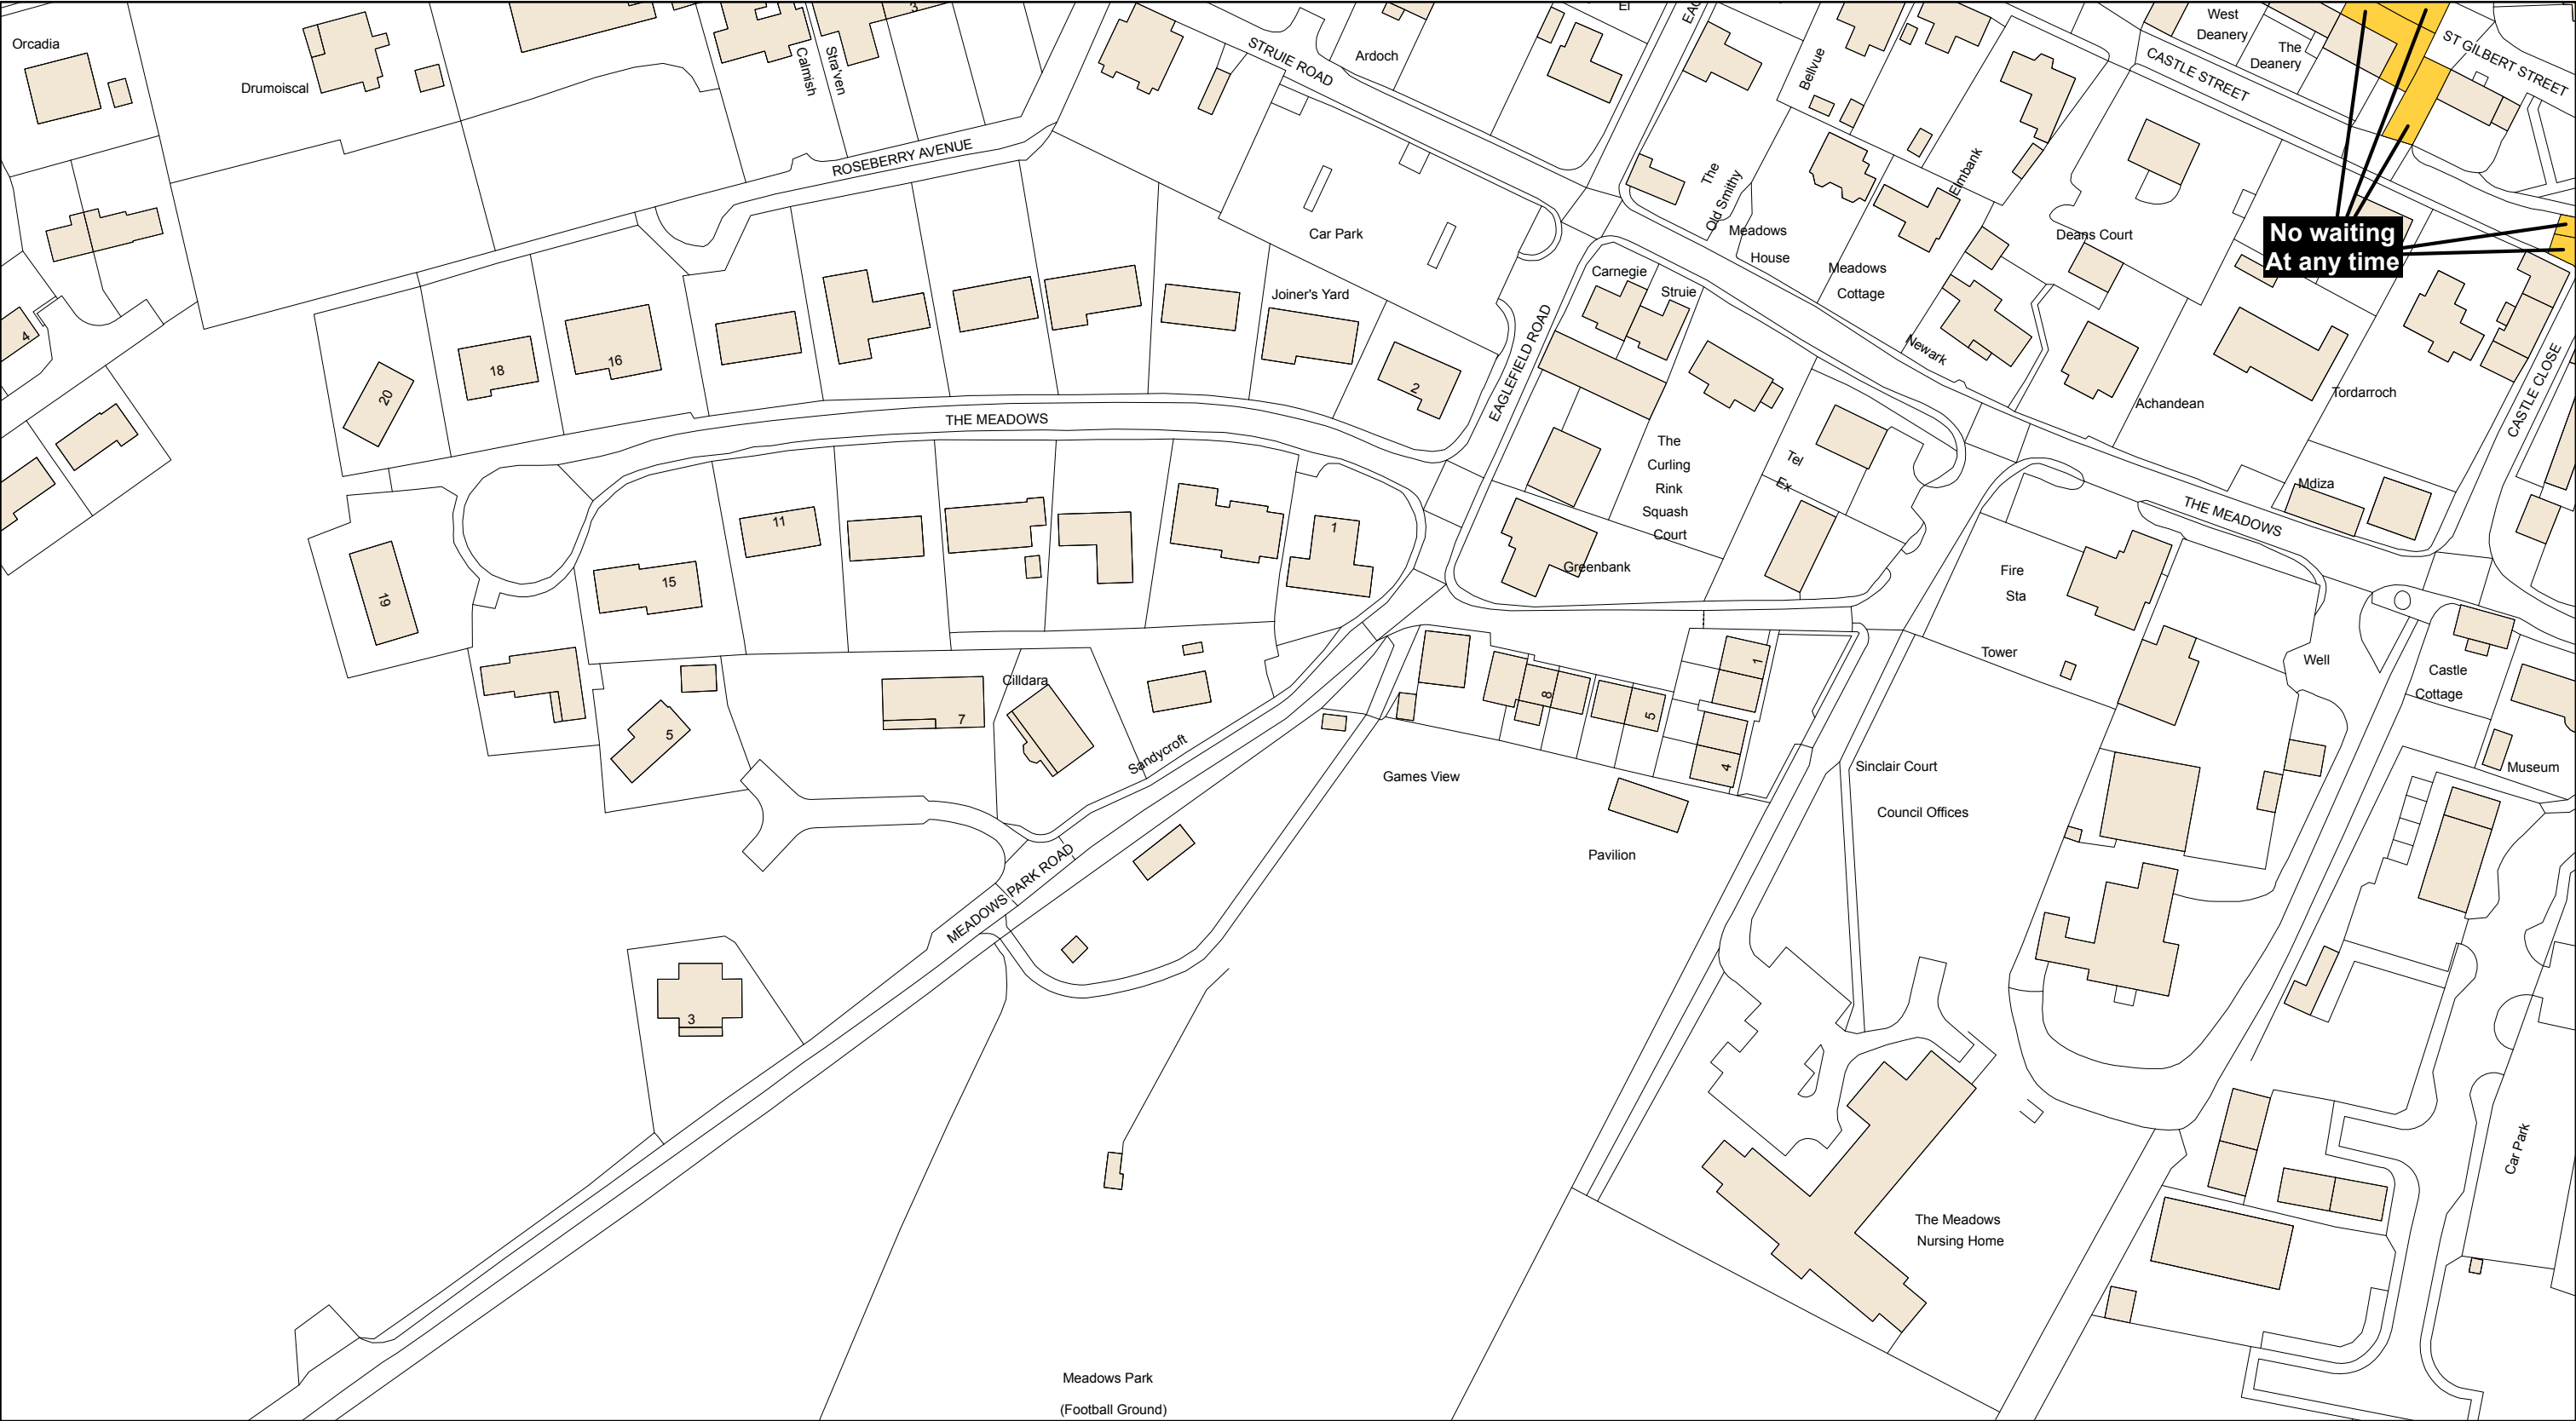 Orcadia
Drumoiscal
Calmish
Stra'ven
3
STRUIE ROAD
Ardoch
El
Bellvue
West
Deanery
The
Deanery
CASTLE STREET
ST GILBERT STREET
ROSEBERRY AVENUE
Car Park
The
Old Smithy
Meadows
House
Elmbank
Deans Court
No waiting
At any time
Meadows
Cottage
Carnegie
Struie
Joiner's Yard
Newark
EAGLEFIELD ROAD
4
20
18
16
2
THE MEADOWS
Achandean
Tordarroch
CASTLE CLOSE
The
Curling
Rink
Squash
Court
Tel
Ex
Mdiza
THE MEADOWS
11
1
15
19
Greenbank
Fire
Sta
Tower
Well
Castle
Cottage
Museum
Cilldara
7
5
Sandycroft
8
5
1
4
Games View
Sinclair Court
Council Offices
Pavilion
MEADOWS PARK ROAD
3
Car Park
The Meadows
Nursing Home
Meadows Park
(Football Ground)